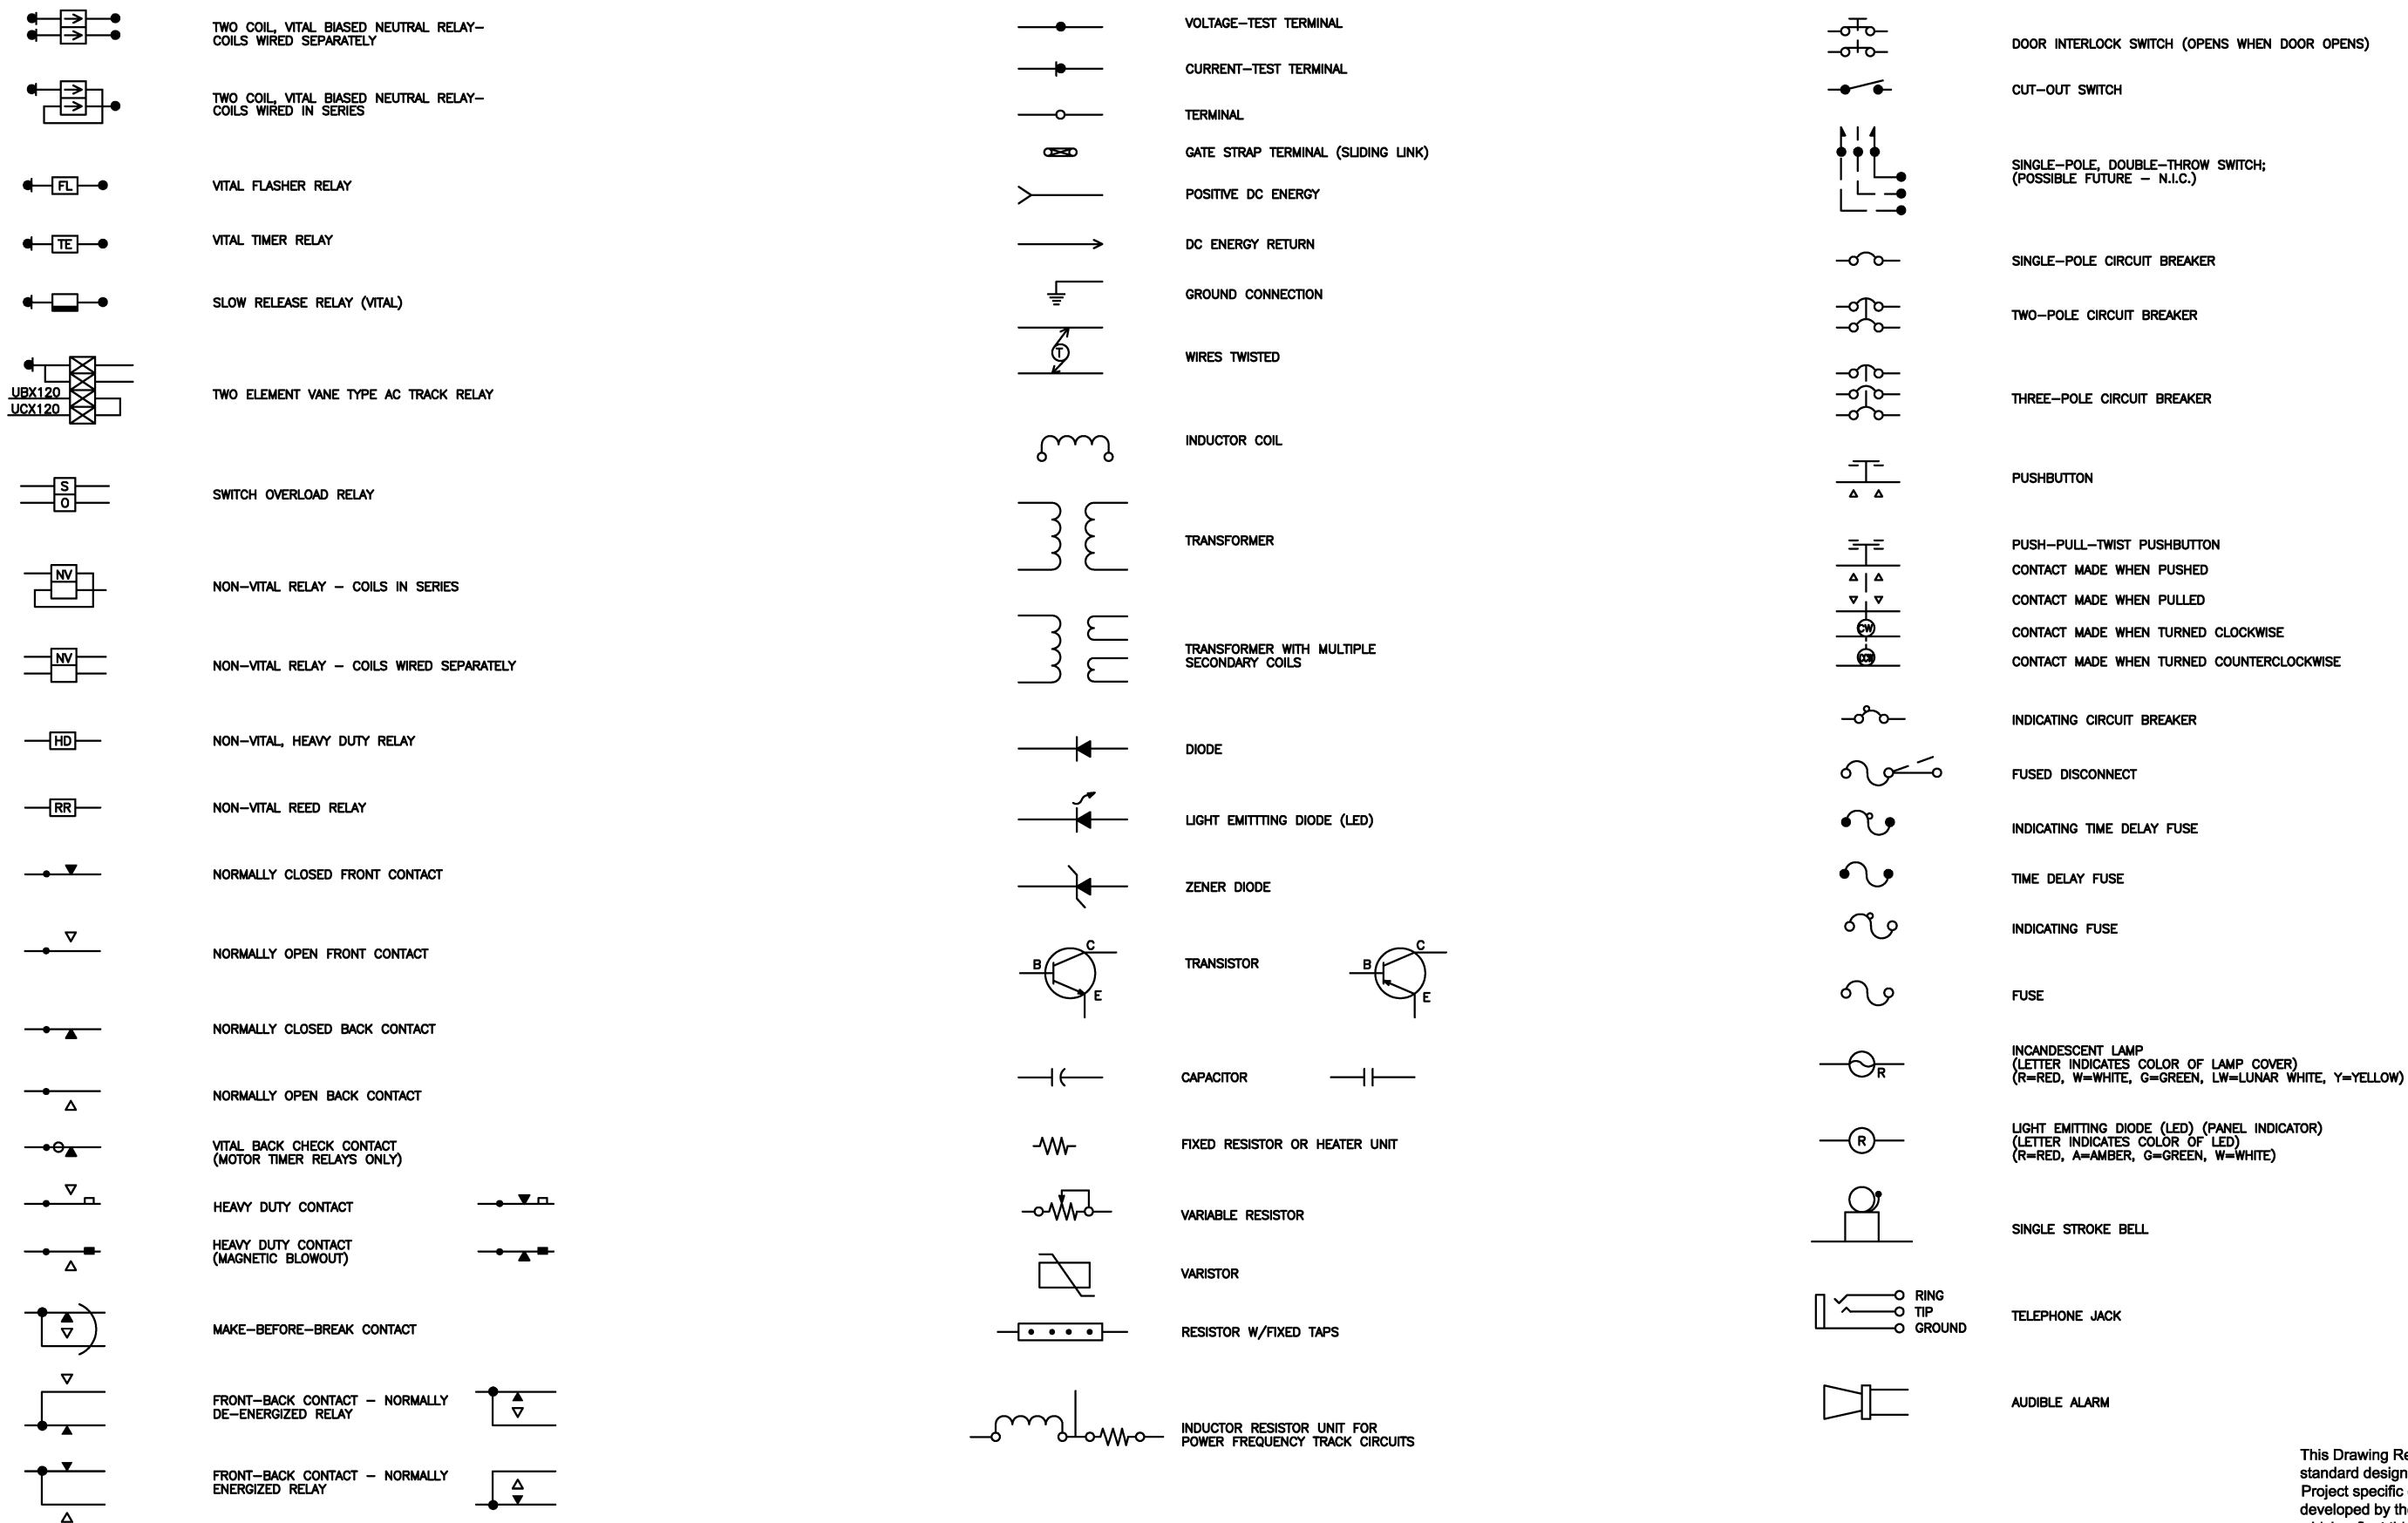 TWO COIL, VITAL BIASED NEUTRAL RELAY–
COILS WIRED SEPARATELY
TWO COIL, VITAL BIASED NEUTRAL RELAY–
COILS WIRED IN SERIES
FL
VITAL FLASHER RELAY
TE
VITAL TIMER RELAY
SLOW RELEASE RELAY (VITAL)
UBX120
UCX120
TWO ELEMENT VANE TYPE AC TRACK RELAY
S
O
SWITCH OVERLOAD RELAY
NV
NON–VITAL RELAY – COILS IN SERIES
NV
NON–VITAL RELAY – COILS WIRED SEPARATELY
HD
NON–VITAL, HEAVY DUTY RELAY
RR
NON–VITAL REED RELAY
NORMALLY CLOSED FRONT CONTACT
NORMALLY OPEN FRONT CONTACT
NORMALLY CLOSED BACK CONTACT
NORMALLY OPEN BACK CONTACT
VITAL BACK CHECK CONTACT
(MOTOR TIMER RELAYS ONLY)
HEAVY DUTY CONTACT
HEAVY DUTY CONTACT
(MAGNETIC BLOWOUT)
MAKE–BEFORE–BREAK CONTACT
FRONT–BACK CONTACT – NORMALLY
DE–ENERGIZED RELAY
FRONT–BACK CONTACT – NORMALLY
ENERGIZED RELAY
VOLTAGE–TEST TERMINAL
CURRENT–TEST TERMINAL
TERMINAL
GATE STRAP TERMINAL (SLIDING LINK)
POSITIVE DC ENERGY
DC ENERGY RETURN
GROUND CONNECTION
T
WIRES TWISTED
INDUCTOR COIL
TRANSFORMER
TRANSFORMER WITH MULTIPLE
SECONDARY COILS
DIODE
LIGHT EMITTTING DIODE (LED)
ZENER DIODE
C
B
E
TRANSISTOR
C
B
E
CAPACITOR
FIXED RESISTOR OR HEATER UNIT
VARIABLE RESISTOR
VARISTOR
RESISTOR W/FIXED TAPS
INDUCTOR RESISTOR UNIT FOR
POWER FREQUENCY TRACK CIRCUITS
DOOR INTERLOCK SWITCH (OPENS WHEN DOOR OPENS)
CUT–OUT SWITCH
SINGLE–POLE, DOUBLE–THROW SWITCH;
(POSSIBLE FUTURE – N.I.C.)
SINGLE–POLE CIRCUIT BREAKER
TWO–POLE CIRCUIT BREAKER
THREE–POLE CIRCUIT BREAKER
PUSHBUTTON
PUSH–PULL–TWIST PUSHBUTTON
CONTACT MADE WHEN PUSHED
CONTACT MADE WHEN PULLED
CW
CONTACT MADE WHEN TURNED CLOCKWISE
CCW
CONTACT MADE WHEN TURNED COUNTERCLOCKWISE
INDICATING CIRCUIT BREAKER
FUSED DISCONNECT
INDICATING TIME DELAY FUSE
TIME DELAY FUSE
INDICATING FUSE
FUSE
R
INCANDESCENT LAMP
(LETTER INDICATES COLOR OF LAMP COVER)
(R=RED, W=WHITE, G=GREEN, LW=LUNAR WHITE, Y=YELLOW)
R
LIGHT EMITTING DIODE (LED) (PANEL INDICATOR)
(LETTER INDICATES COLOR OF LED)
(R=RED, A=AMBER, G=GREEN, W=WHITE)
SINGLE STROKE BELL
RING
TIP
GROUND
TELEPHONE JACK
AUDIBLE ALARM
This Drawing Re
standard design
Project specific
developed by th